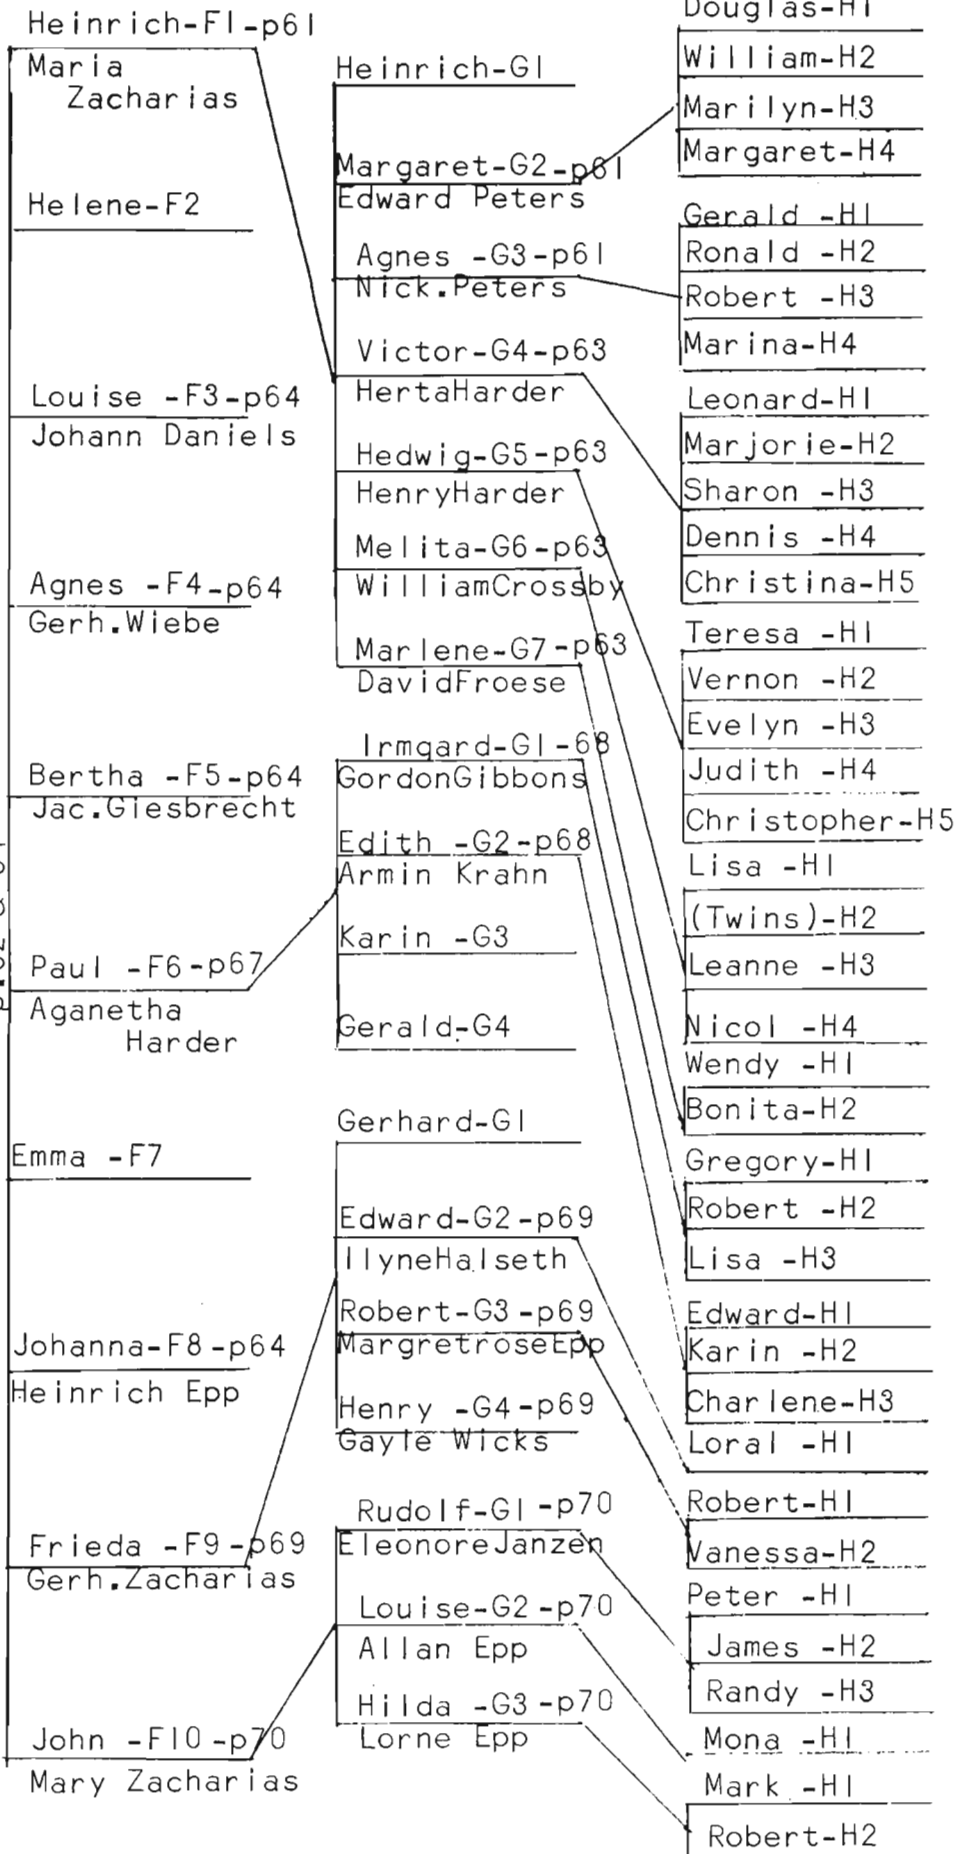 Heinrich-F1-p61
Maria
Zacharias
Helene-F2
Louise -F3-p64
Johann Daniels
Agnes -F4-p64
Gerh.Wiebe
Bertha -F5-p64
Jac.Giesbrecht
Paul -F6-p67
Aganetha
Harder
Emma -F7
Johanna-F8-p64
Heinrich Epp
Frieda -F9-p69
Gerh.Zacharias
John -F10-p70
Mary Zacharias
Heinrich-G1
Margaret-G2-p61
Edward Peters
Agnes -G3-p61
Nick.Peters
Victor-G4-p63
HertaHarder
Hedwig-G5-p63
HenryHarder
Melita-G6-p63
WilliamCrossby
Marlene-G7-p63
DavidFroese
Irmgard-G1-68
GordonGibbons
Edith -G2-p68
Armin Krahn
Karin -G3
Gerald-G4
Gerhard-G1
Edward-G2-p69
IlyneHalseth
Robert-G3-p69
MargretroseEpp
Henry -G4-p69
Gayle Wicks
Rudolf-G1-p70
EleonoreJanzen
Louise-G2-p70
Allan Epp
Hilda -G3-p70
Lorne Epp
Douglas-H1
William-H2
Marilyn-H3
Margaret-H4
Gerald -H1
Ronald -H2
Robert -H3
Marina-H4
Leonard-H1
Marjorie-H2
Sharon -H3
Dennis -H4
Christina-H5
Teresa -H1
Vernon -H2
Evelyn -H3
Judith -H4
Christopher-H5
Lisa -H1
(Twins)-H2
Leanne -H3
Nicol -H4
Wendy -H1
Bonita-H2
Gregory-H1
Robert -H2
Lisa -H3
Edward-H1
Karin -H2
Charlene-H3
Loral -H1
Robert-H1
Vanessa-H2
Peter -H1
James -H2
Randy -H3
Mona -H1
Mark -H1
Robert-H2